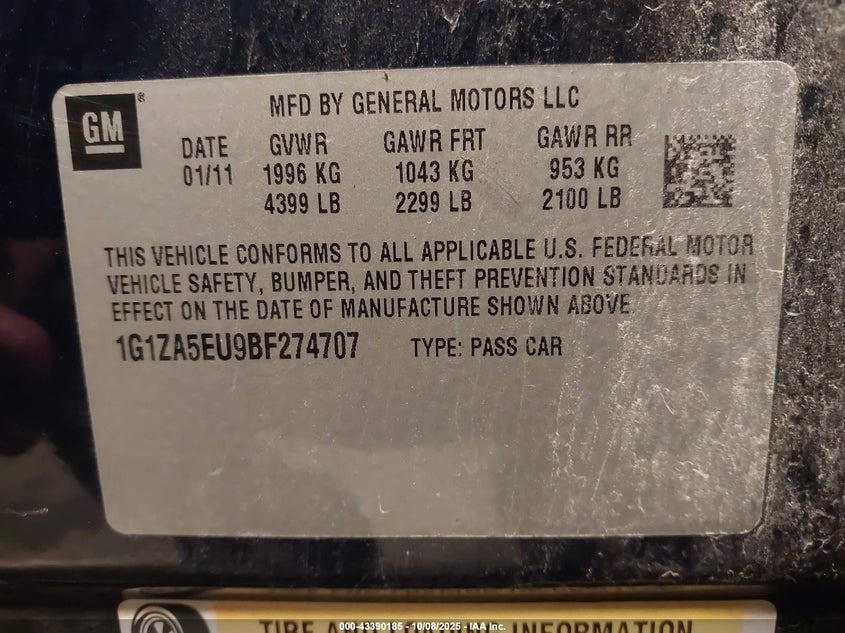 GM
®
MFD BY GENERAL MOTORS LLC
DATE GVWR GAWR FRT GAWR RR
01/11 1996 KG 1043 KG 953 KG
4399 LB 2299 LB 2100 LB
THIS VEHICLE CONFORMS TO ALL APPLICABLE U.S. FEDERAL MOTOR
VEHICLE SAFETY, BUMPER, AND THEFT PREVENTION STANDARDS IN
EFFECT ON THE DATE OF MANUFACTURE SHOWN ABOVE
1G1ZA5EU9BF274707 TYPE: PASS CAR
TIRE AND INFORMATION
000-43390185 - 10/08/2025 - IAA Inc.